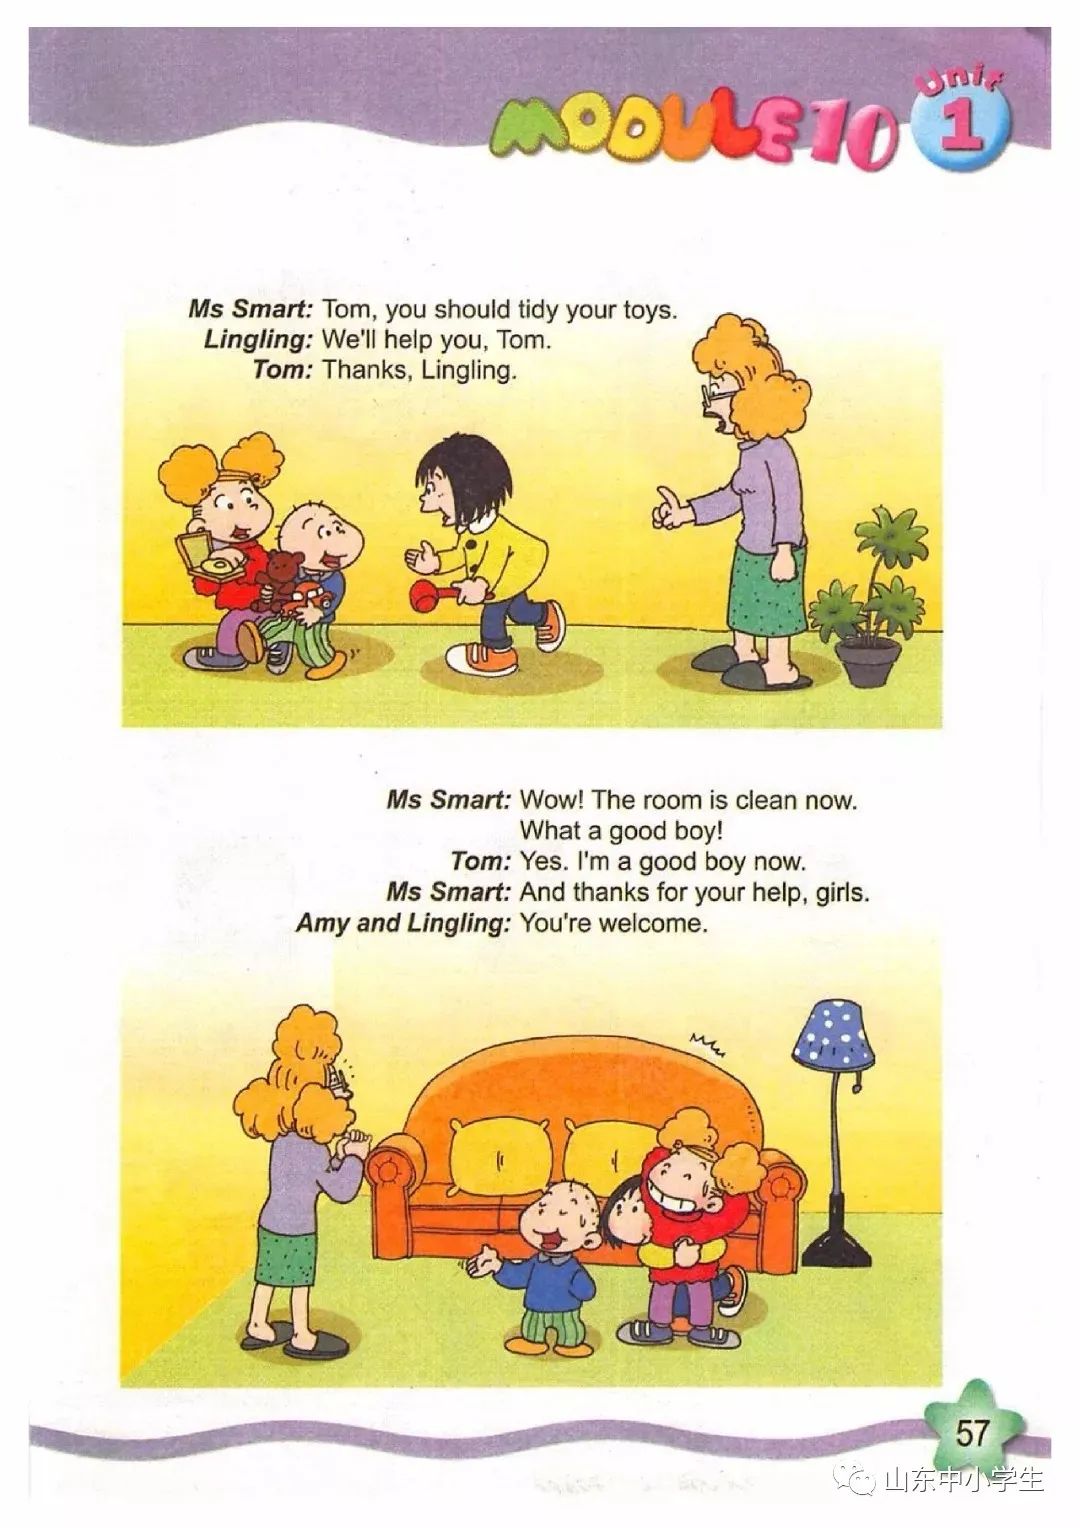 MODULE 10 Unit 1
Ms Smart: Tom, you should tidy your toys.
Lingling: We'll help you, Tom.
Tom: Thanks, Lingling.
Ms Smart: Wow! The room is clean now.
What a good boy!
Tom: Yes. I'm a good boy now.
Ms Smart: And thanks for your help, girls.
Amy and Lingling: You're welcome.
57
山东中小学生